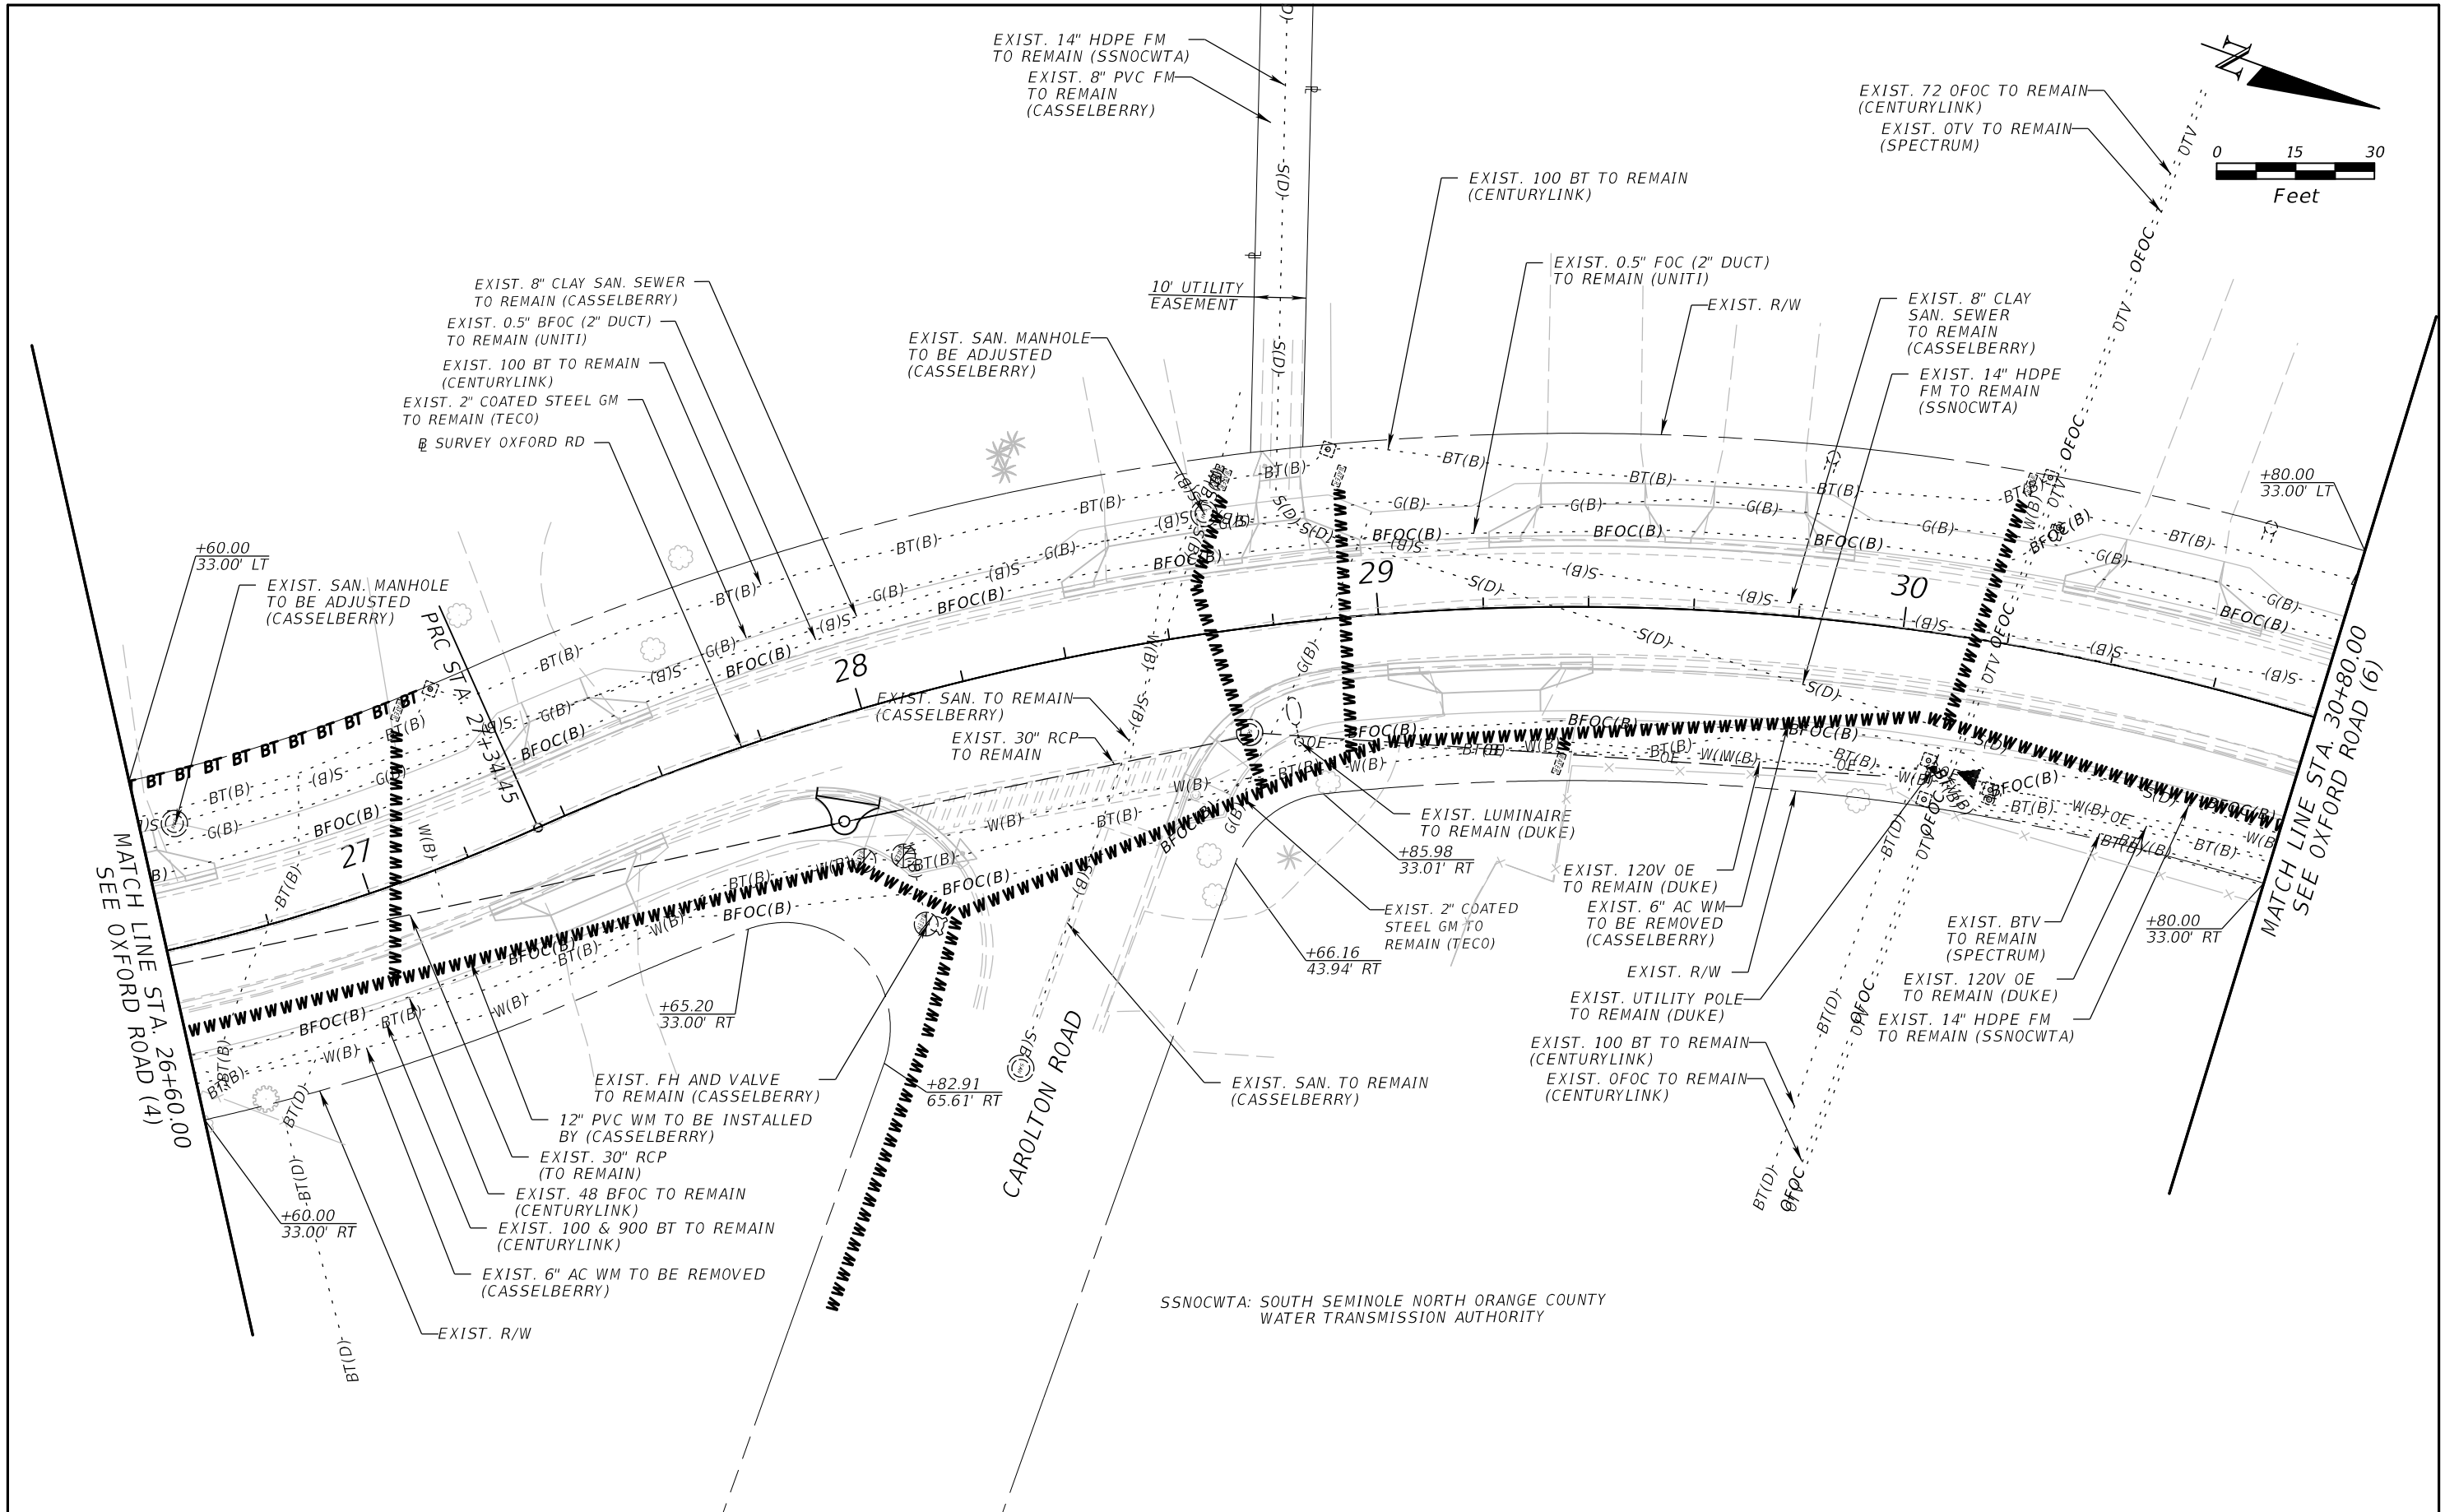 EXIST. 14" HDPE FM
TO REMAIN (SSNOCWTA)
EXIST. 8" PVC FM
TO REMAIN
(CASSELBERRY)
EXIST. 72 OFOC TO REMAIN
(CENTURYLINK)
EXIST. OTV TO REMAIN
(SPECTRUM)
N
0 15 30
Feet
EXIST. 100 BT TO REMAIN
(CENTURYLINK)
EXIST. 0.5" FOC (2" DUCT)
TO REMAIN (UNITI)
EXIST. R/W
EXIST. 8" CLAY
SAN. SEWER
TO REMAIN
(CASSELBERRY)
EXIST. 14" HDPE
FM TO REMAIN
(SSNOCWTA)
10' UTILITY
EASEMENT
EXIST. 8" CLAY SAN. SEWER
TO REMAIN (CASSELBERRY)
EXIST. 0.5" BFOC (2" DUCT)
TO REMAIN (UNITI)
EXIST. 100 BT TO REMAIN
(CENTURYLINK)
EXIST. 2" COATED STEEL GM
TO REMAIN (TECO)
SURVEY OXFORD RD
EXIST. SAN. MANHOLE
TO BE ADJUSTED
(CASSELBERRY)
+80.00
33.00' LT
+60.00
33.00' LT
EXIST. SAN. MANHOLE
TO BE ADJUSTED
(CASSELBERRY)
PRC STA. 27+34.45
27
28
29
30
EXIST. SAN. TO REMAIN
(CASSELBERRY)
EXIST. 30" RCP
TO REMAIN
MATCH LINE STA. 26+60.00
SEE OXFORD ROAD (4)
MATCH LINE STA. 30+80.00
SEE OXFORD ROAD (6)
EXIST. LUMINAIRE
TO REMAIN (DUKE)
+85.98
33.01' RT
EXIST. 2" COATED
STEEL GM TO
REMAIN (TECO)
+66.16
43.94' RT
EXIST. 120V OE
TO REMAIN (DUKE)
EXIST. 6" AC WM
TO BE REMOVED
(CASSELBERRY)
EXIST. R/W
EXIST. UTILITY POLE
TO REMAIN (DUKE)
EXIST. 100 BT TO REMAIN
(CENTURYLINK)
EXIST. OFOC TO REMAIN
(CENTURYLINK)
EXIST. BTV
TO REMAIN
(SPECTRUM)
EXIST. 120V OE
TO REMAIN (DUKE)
EXIST. 14" HDPE FM
TO REMAIN (SSNOCWTA)
+80.00
33.00' RT
+65.20
33.00' RT
+82.91
65.61' RT
CAROLTON ROAD
EXIST. SAN. TO REMAIN
(CASSELBERRY)
EXIST. FH AND VALVE
TO REMAIN (CASSELBERRY)
12" PVC WM TO BE INSTALLED
BY (CASSELBERRY)
EXIST. 30" RCP
(TO REMAIN)
EXIST. 48 BFOC TO REMAIN
(CENTURYLINK)
EXIST. 100 & 900 BT TO REMAIN
(CENTURYLINK)
EXIST. 6" AC WM TO BE REMOVED
(CASSELBERRY)
EXIST. R/W
+60.00
33.00' RT
SSNOCWTA: SOUTH SEMINOLE NORTH ORANGE COUNTY
WATER TRANSMISSION AUTHORITY
BT BT BT BT BT BT BT BT BT BT
BT(B)
G(B)
S(B)
BFOC(B)
W(B)
S(D)
BT(D)
OFOC
OTV
OE